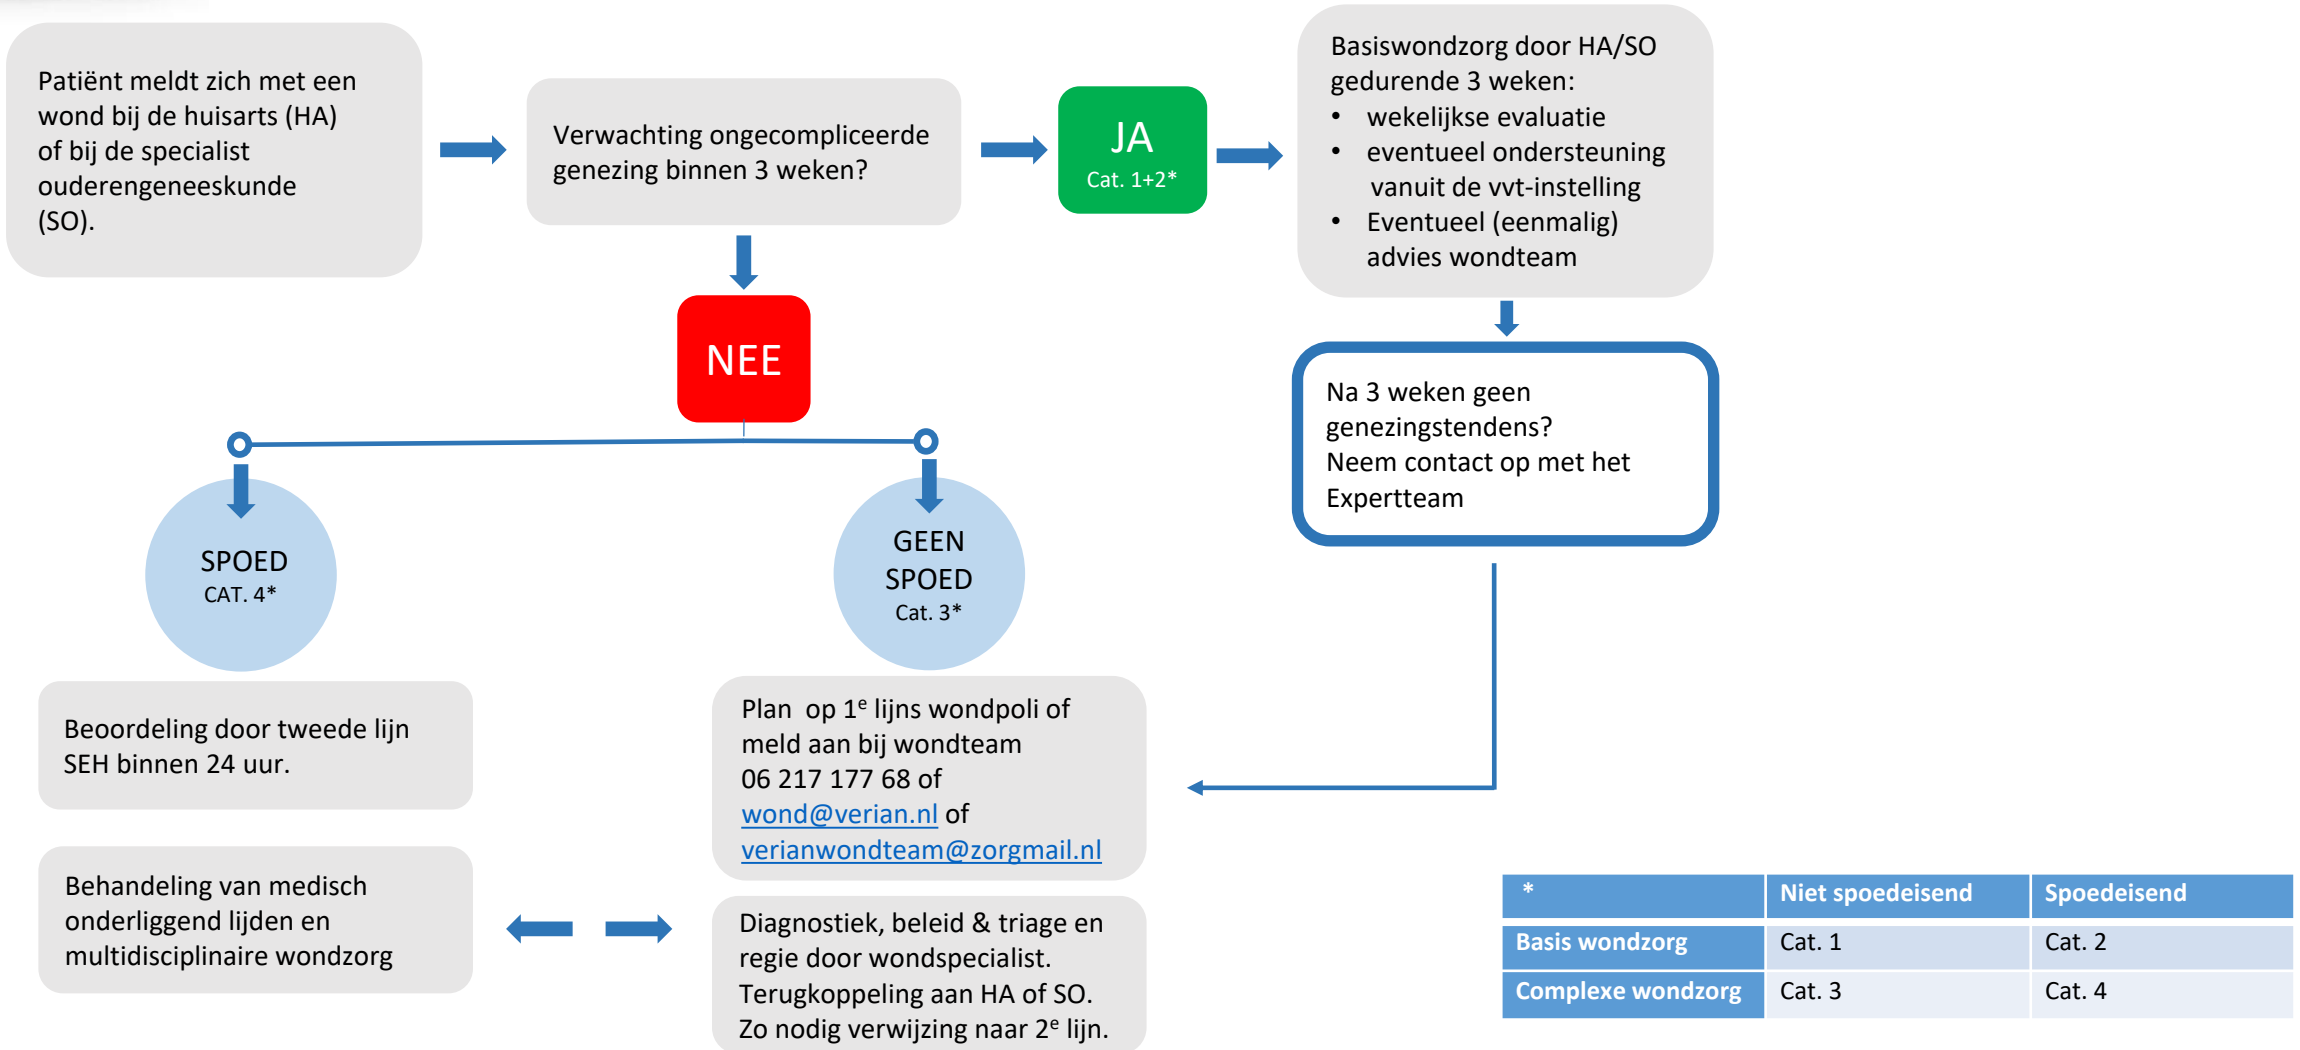 Patiënt meldt zich met een
wond bij de huisarts (HA)
of bij de specialist
ouderengeneeskunde
(SO).
Verwachting ongecompliceerde
genezing binnen 3 weken?
JA
Cat. 1+2*
Basiswondzorg door HA/SO
gedurende 3 weken:
• wekelijkse evaluatie
• eventueel ondersteuning
vanuit de vvt-instelling
• Eventueel (eenmalig)
advies wondteam
NEE
Na 3 weken geen
genezingstendens?
Neem contact op met het
Expertteam
SPOED
CAT. 4*
GEEN
SPOED
Cat. 3*
Beoordeling door tweede lijn
SEH binnen 24 uur.
Plan  op 1e lijns wondpoli of
meld aan bij wondteam
06 217 177 68 of
wond@verian.nl of
verianwondteam@zorgmail.nl
Behandeling van medisch
onderliggend lijden en
multidisciplinaire wondzorg
Diagnostiek, beleid & triage en
regie door wondspecialist.
Terugkoppeling aan HA of SO.
Zo nodig verwijzing naar 2e lijn.
* Niet spoedeisend Spoedeisend
Basis wondzorg Cat. 1 Cat. 2
Complexe wondzorg Cat. 3 Cat. 4